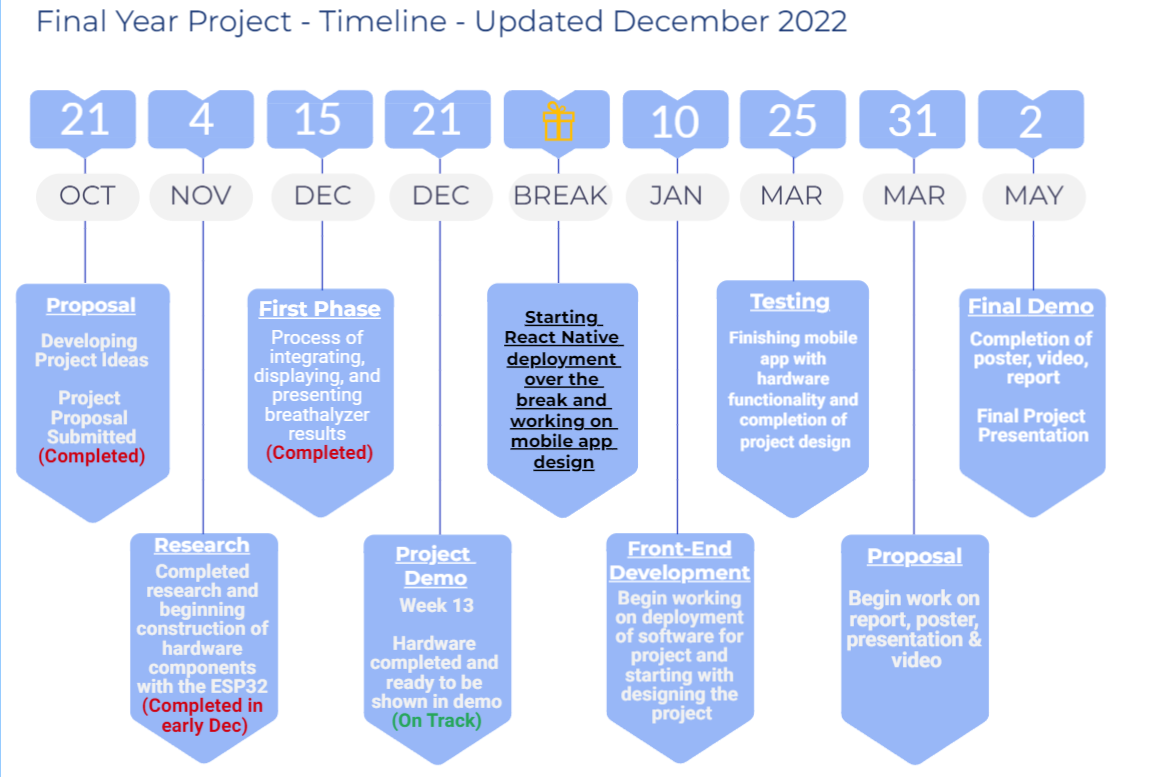 Final Year Project - Timeline - Updated December 2022
21
4
15
21
10
25
31
2
OCT
NOV
DEC
DEC
BREAK
JAN
MAR
MAR
MAY
Proposal
Developing
Project Ideas
Project
Proposal
Submitted
(Completed)
First Phase
Process of
integrating,
displaying, and
presenting
breathalyzer
results
(Completed)
Starting
React Native
deployment
over the
break and
working on
mobile app
design
Testing
Finishing mobile
app with
hardware
functionality and
completion of
project design
Final Demo
Completion of
poster, video,
report
Final Project
Presentation
Research
Completed
research and
beginning
construction of
hardware
components
with the ESP32
(Completed in
early Dec)
Project
Demo
Week 13
Hardware
completed and
ready to be
shown in demo
(On Track)
Front-End
Development
Begin working
on deployment
of software for
project and
starting with
designing the
project
Proposal
Begin work on
report, poster,
presentation &
video